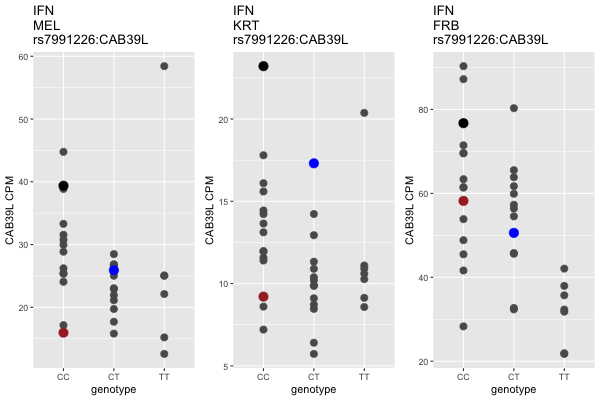 IFN
MEL
rs7991226:CAB39L
60
50
40
30
20
CAB39L CPM
CC
CT
TT
genotype
IFN
KRT
rs7991226:CAB39L
20
15
10
5
CAB39L CPM
CC
CT
TT
genotype
IFN
FRB
rs7991226:CAB39L
80
60
40
20
CAB39L CPM
CC
CT
TT
genotype